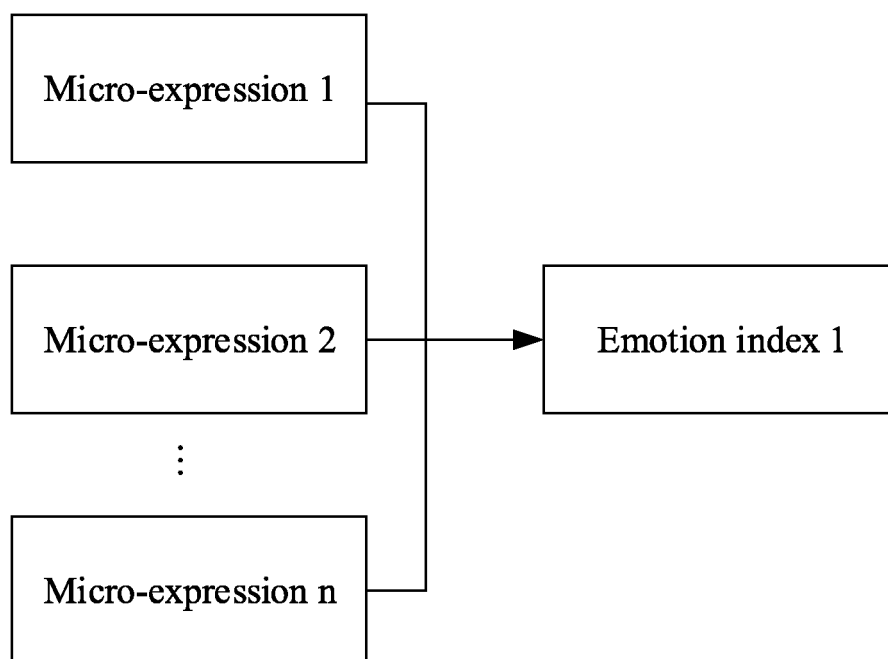 Micro-expression 1
Micro-expression 2
Emotion index 1
⋮
Micro-expression n